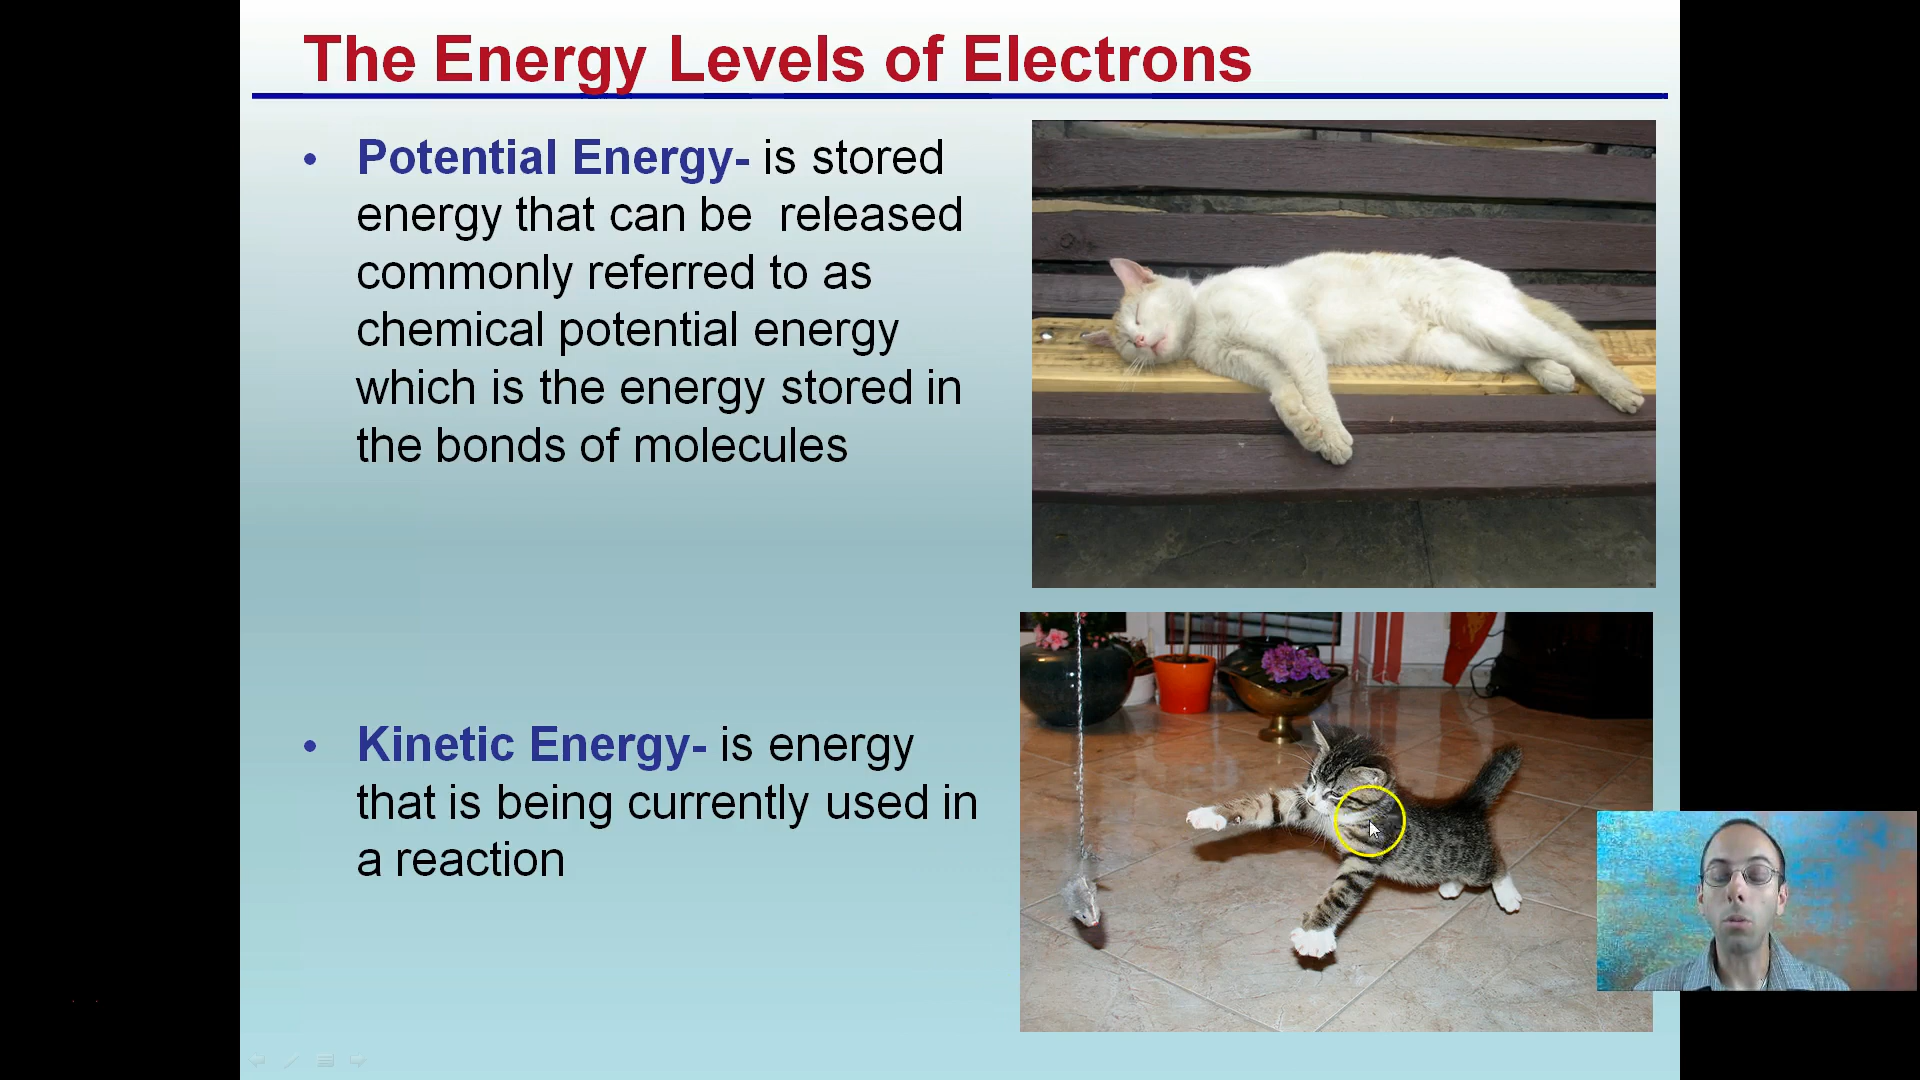 The Energy Levels of Electrons
• Potential Energy- is stored
energy that can be released
commonly referred to as
chemical potential energy
which is the energy stored in
the bonds of molecules
• Kinetic Energy- is energy
that is being currently used in
a reaction